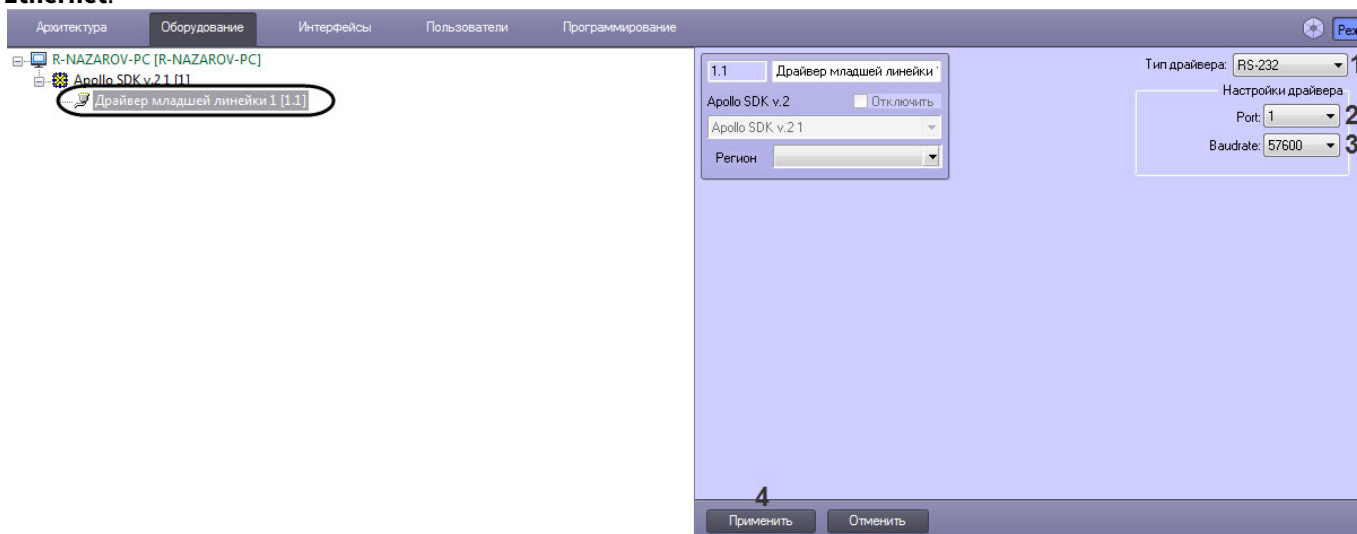 Ethernet.
Архитектура Оборудование Интерфейсы Пользователи Программирование
R-NAZAROV-PC [R-NAZAROV-PC]
Apollo SDK v.2 1 [1]
Драйвер младшей линейки 1 [1.1]
1.1 Драйвер младшей линейки
Apollo SDK v.2 Отключить
Apollo SDK v.2 1
Регион
Тип драйвера: RS-232 1
Настройки драйвера
Port: 1 2
Baudrate: 57600 3
4
Применить Отменить